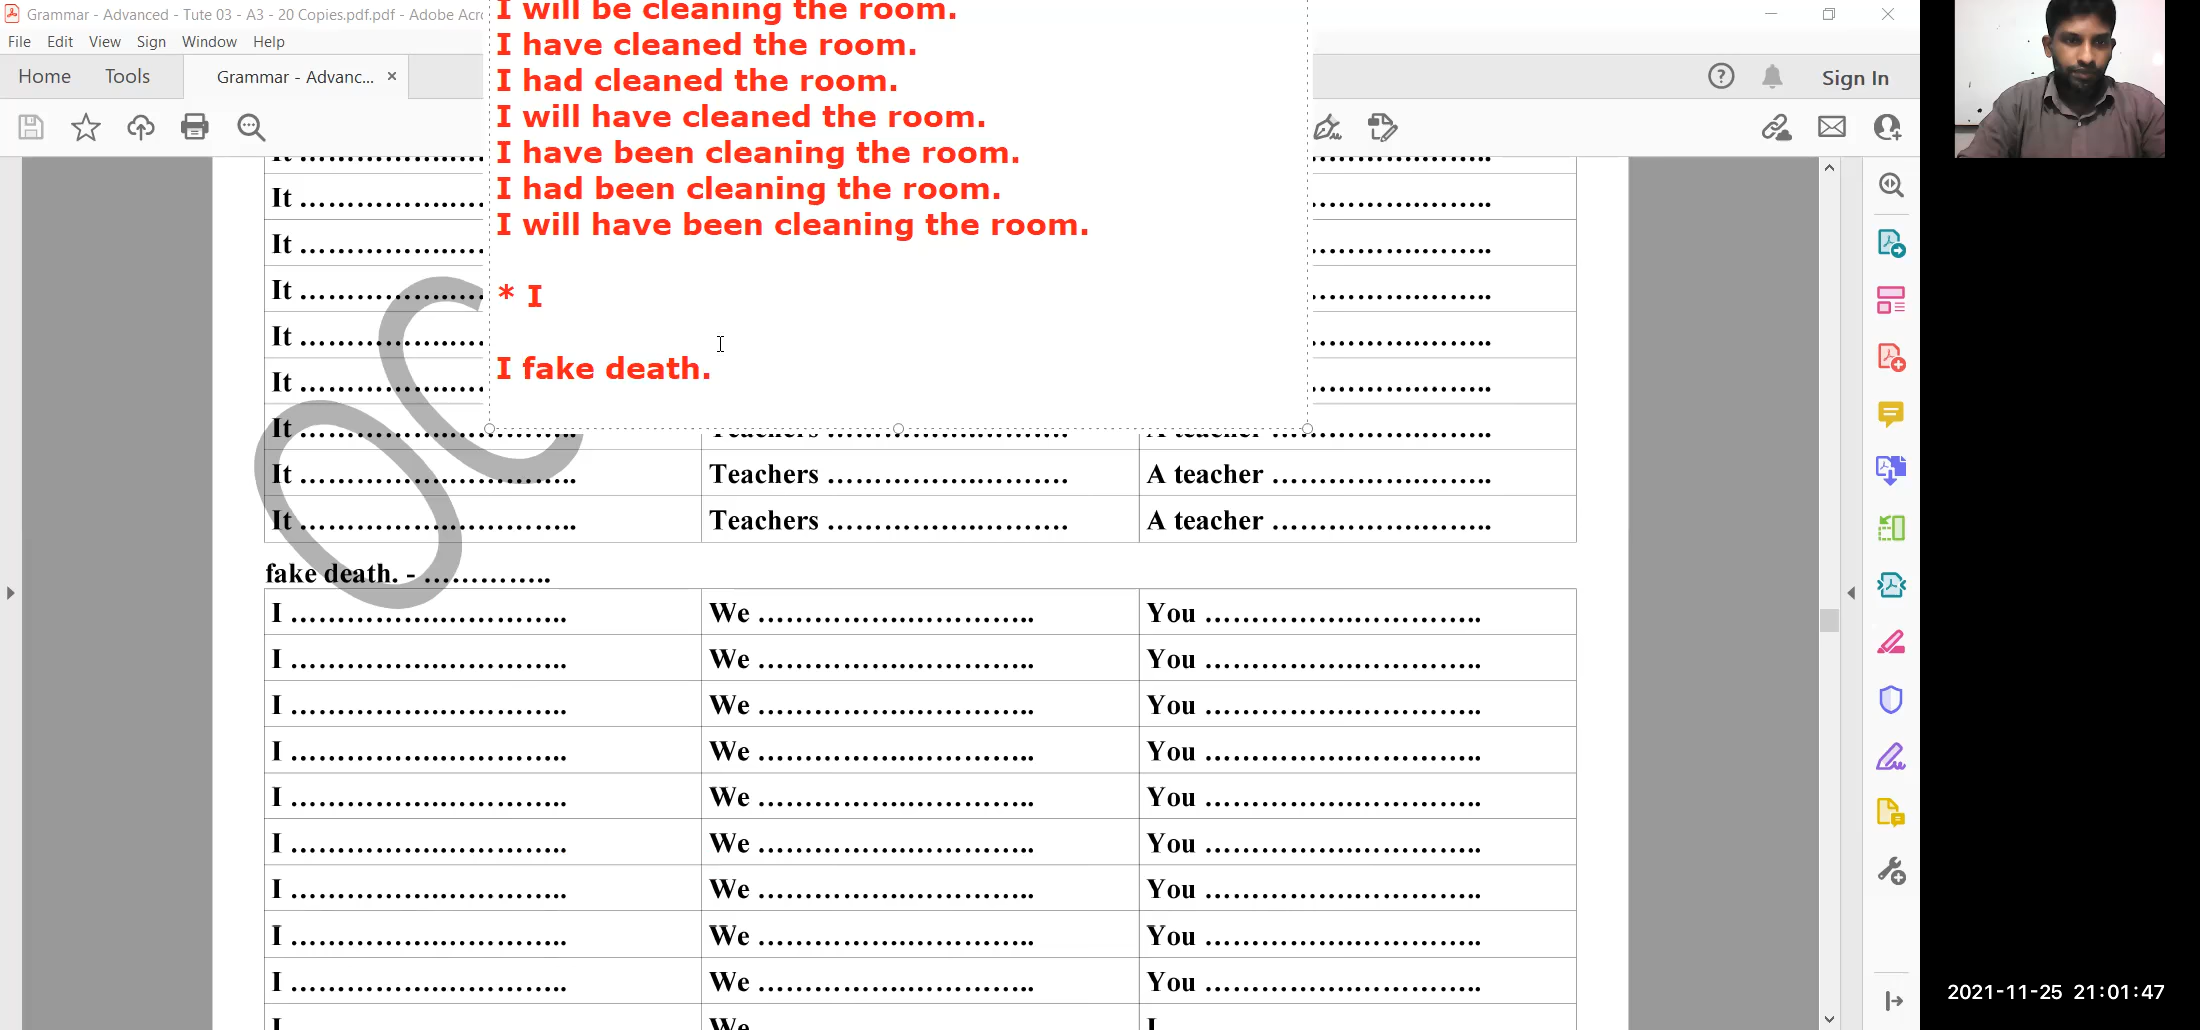 Grammar - Advanced - Tute 03 - A3 - 20 Copies.pdf.pdf - Adobe Acr
File Edit View Sign Window Help
Home Tools Grammar - Advanc... × Sign In
I will be cleaning the room.
I have cleaned the room.
I had cleaned the room.
I will have cleaned the room.
I have been cleaning the room.
I had been cleaning the room.
I will have been cleaning the room.
* I
I fake death.
It ……………………………..
It ……………………………..
It ……………………………..
It ……………………………..
It ……………………………..
It ……………………………..
It ……………………………..
It …………………………... Teachers ……………..………. A teacher ……………..……..
It …………………………... Teachers ……………..………. A teacher ……………..……..
It …………………………... Teachers ……………..………. A teacher ……………..……..
fake death. - …………..
I ……………..………….. We ……………..………….. You ……………..…………..
I ……………..………….. We ……………..………….. You ……………..…………..
I ……………..………….. We ……………..………….. You ……………..…………..
I ……………..………….. We ……………..………….. You ……………..…………..
I ……………..………….. We ……………..………….. You ……………..…………..
I ……………..………….. We ……………..………….. You ……………..…………..
I ……………..………….. We ……………..………….. You ……………..…………..
I ……………..………….. We ……………..………….. You ……………..…………..
I ……………..………….. We ……………..………….. You ……………..…………..
2021-11-25 21:01:47